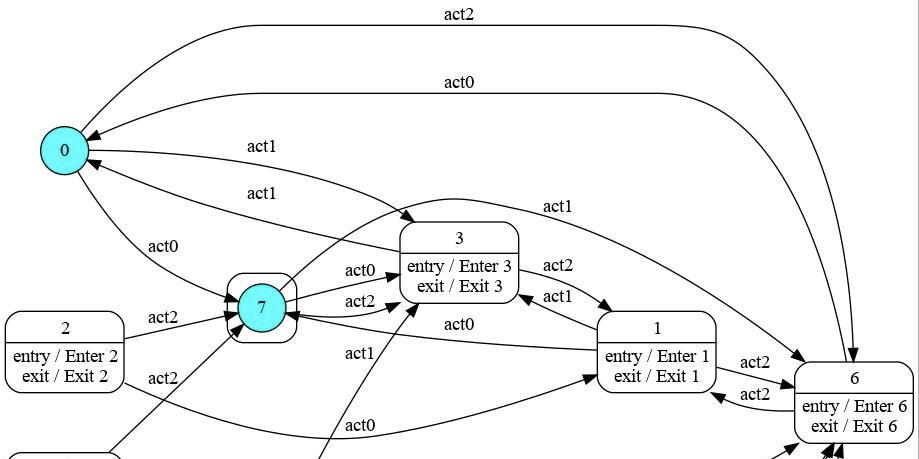 act2
act0
0
act1
act1
act1
act0
3
entry / Enter 3
exit / Exit 3
act0
act2
act2
act1
7
act2
2
entry / Enter 2
exit / Exit 2
act2
act0
1
entry / Enter 1
exit / Exit 1
act1
act2
act2
6
entry / Enter 6
exit / Exit 6
act2
act0